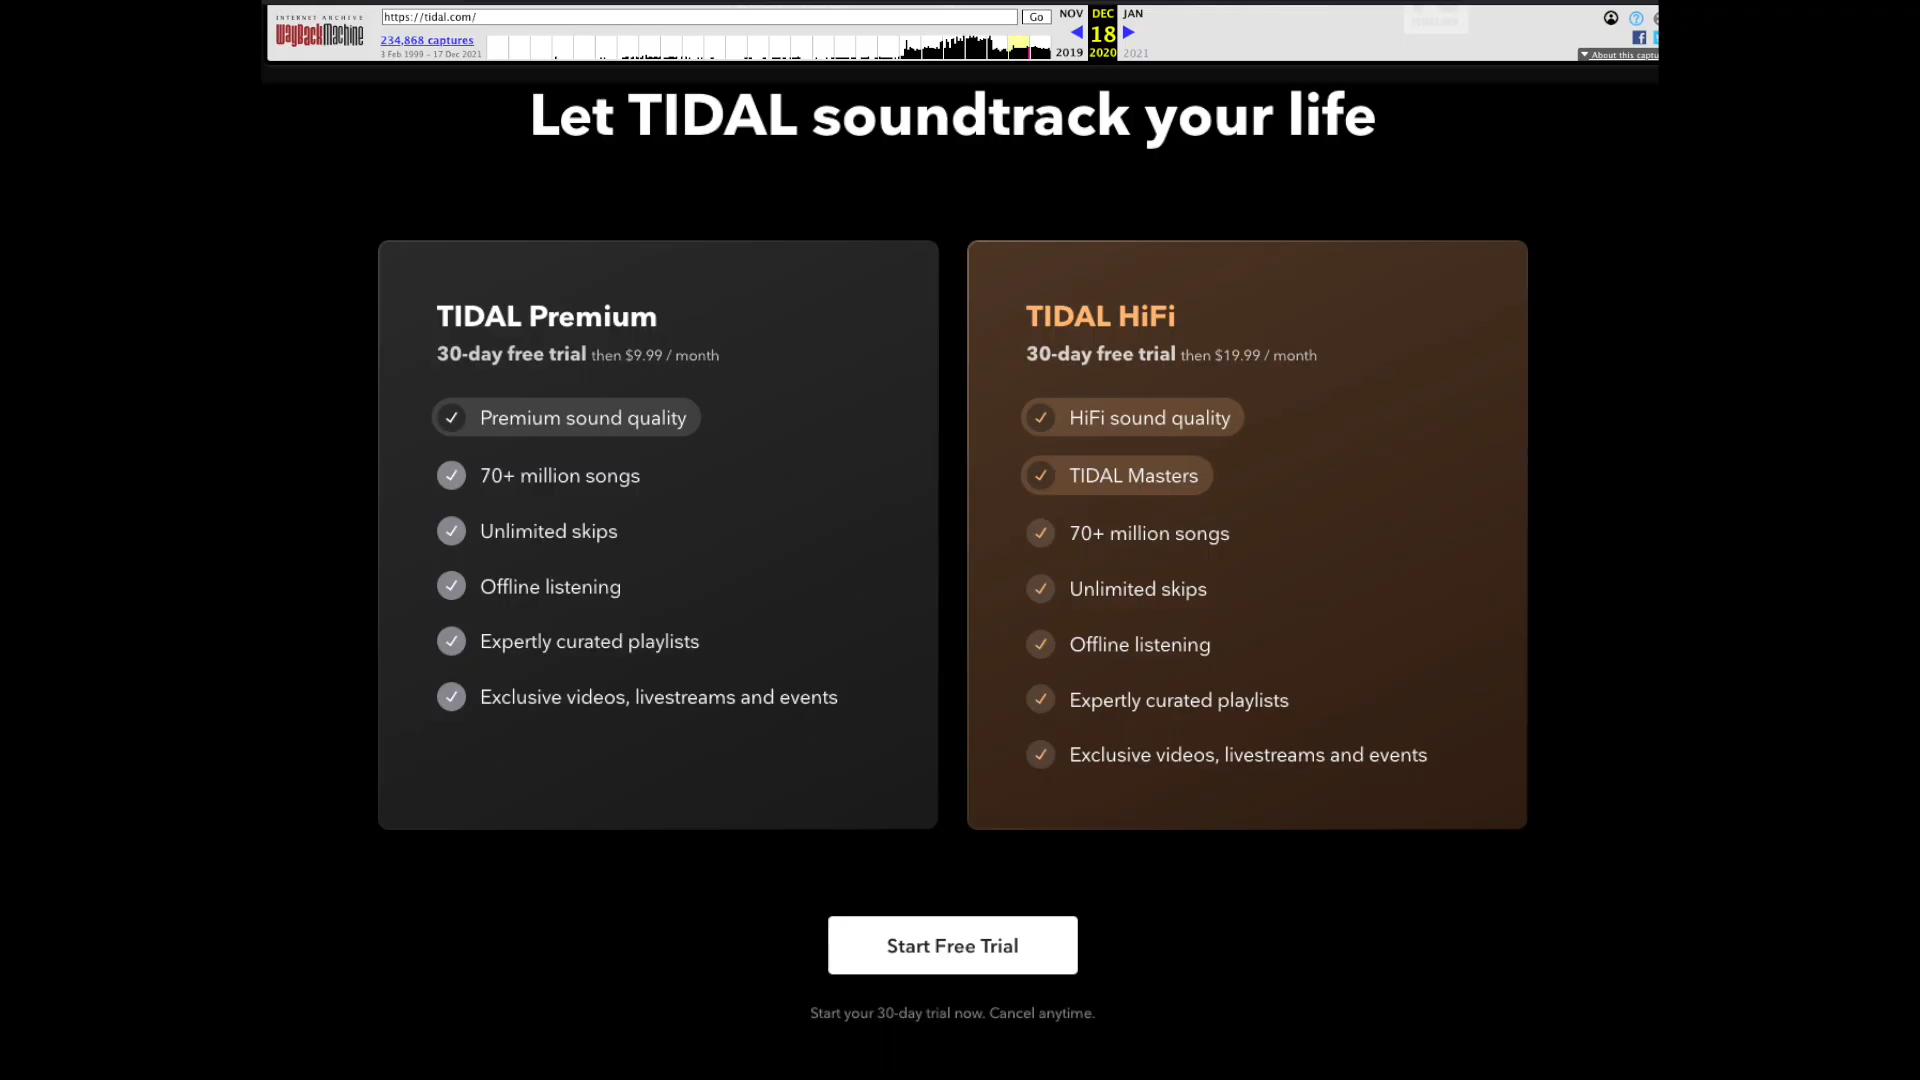 INTERNET ARCHIVE
WayBackMachine
https://tidal.com/
Go
234,868 captures
3 Feb 1999 – 17 Dec 2021
NOV DEC JAN
18
2019 2020 2021
About this captu
Let TIDAL soundtrack your life
TIDAL Premium
30-day free trial then $9.99 / month
Premium sound quality
70+ million songs
Unlimited skips
Offline listening
Expertly curated playlists
Exclusive videos, livestreams and events
TIDAL HiFi
30-day free trial then $19.99 / month
HiFi sound quality
TIDAL Masters
70+ million songs
Unlimited skips
Offline listening
Expertly curated playlists
Exclusive videos, livestreams and events
Start Free Trial
Start your 30-day trial now. Cancel anytime.